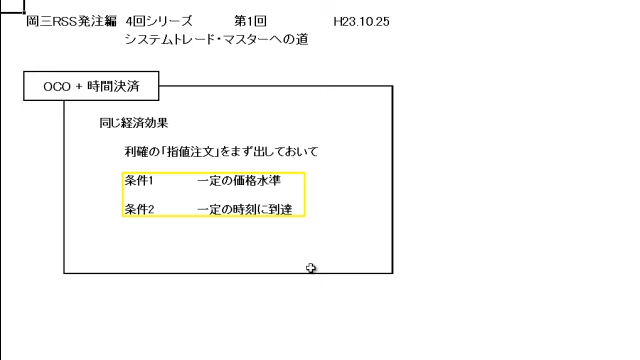 岡三RSS発注編 4回シリーズ 第1回 H23.10.25
システムトレード・マスターへの道
OCO + 時間決済
同じ経済効果
利確の「指値注文」をまず出しておいて
条件1 一定の価格水準
条件2 一定の時刻に到達